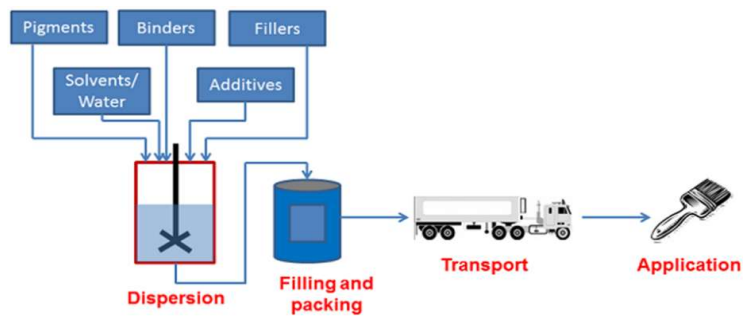 Pigments
Binders
Fillers
Solvents/
Water
Additives
Dispersion
Filling and
packing
Transport
Application